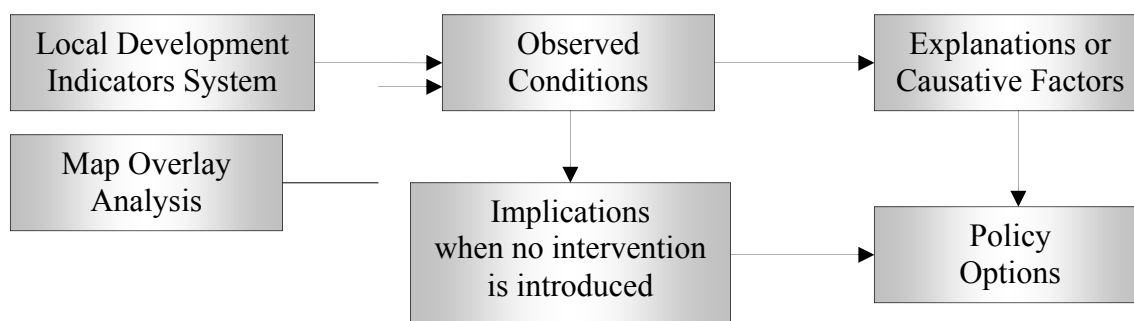 Local Development
Indicators System
Observed
Conditions
Explanations or
Causative Factors
Map Overlay
Analysis
Implications
when no intervention
is introduced
Policy
Options